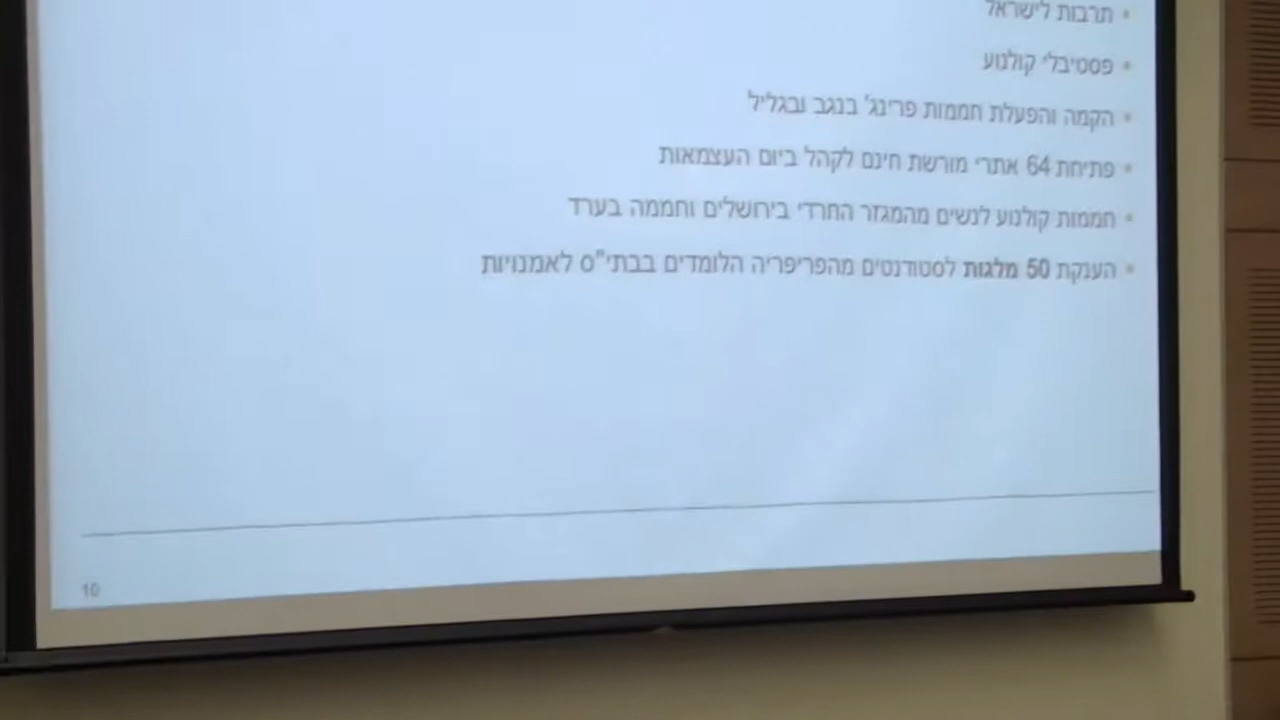 • תרבות לישראל
• פסטיבלי קולנוע
• הקמה והפעלת חממות פרינג' בנגב ובגליל
• פתיחת 64 אתרי מורשת חינם לקהל ביום העצמאות
• חממות קולנוע לנשים מהמגזר החרדי בירושלים וחממה בערד
• הענקת 50 מלגות לסטודנטים מהפריפריה הלומדים בבתי"ס לאמנויות
10